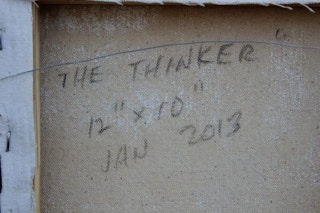 THE THINKER "
12" x 10"
JAN 2013